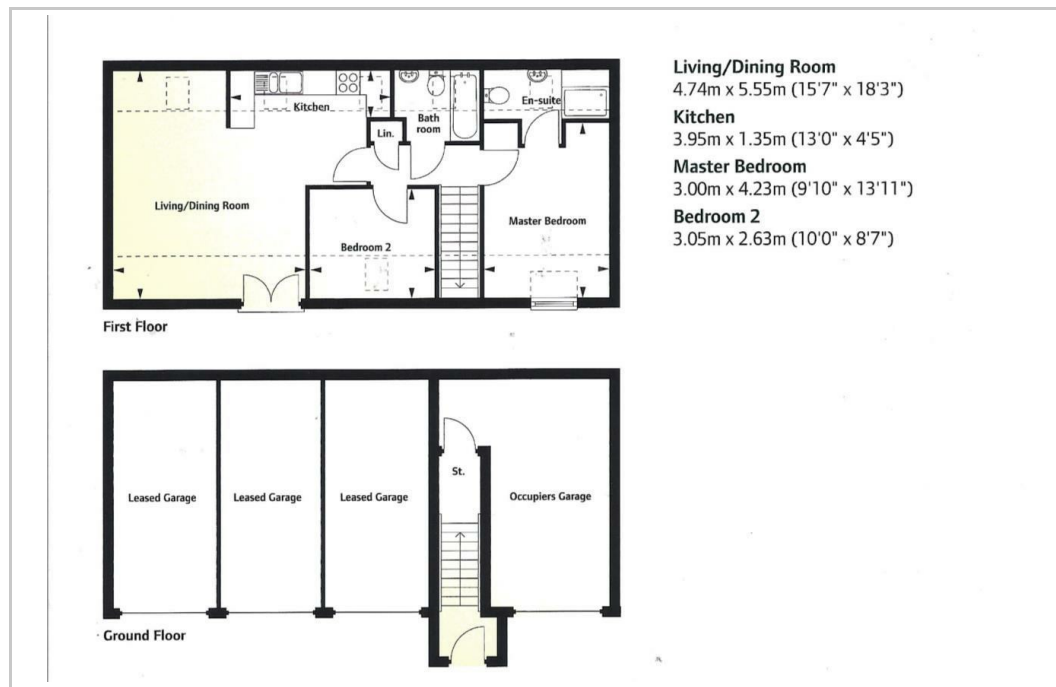 Kitchen
Bath
room
En-suite
Lin.
Living/Dining Room
Bedroom 2
Master Bedroom
First Floor
Leased Garage
Leased Garage
Leased Garage
St.
Occupiers Garage
Ground Floor
Living/Dining Room
4.74m x 5.55m (15'7" x 18'3")
Kitchen
3.95m x 1.35m (13'0" x 4'5")
Master Bedroom
3.00m x 4.23m (9'10" x 13'11")
Bedroom 2
3.05m x 2.63m (10'0" x 8'7")